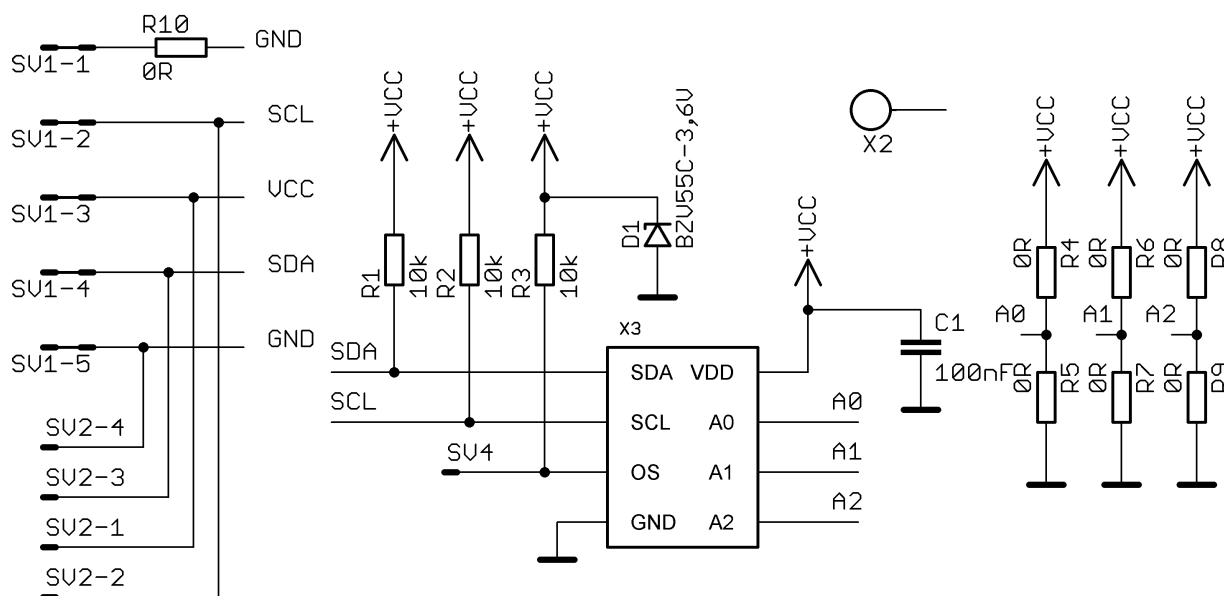 R10
GND
SV1-1
0R
SCL
SV1-2
VCC
SV1-3
SDA
SV1-4
GND
SV1-5
SV2-4
SV2-3
SV2-1
SV2-2
+VCC
+VCC
+VCC
R1
10k
R2
10k
R3
10k
D1
BZV55C-3,6V
SDA
SCL
SV4
X3
SDA
VDD
SCL
A0
OS
A1
GND
A2
+VCC
C1
100nF
A0
A1
A2
X2
+VCC
+VCC
+VCC
0R
R4
0R
R6
0R
R8
A0
A1
A2
0R
R5
0R
R7
0R
R9